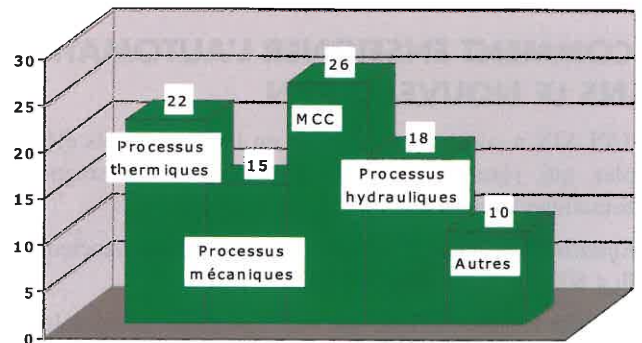 30
25
20
15
10
5
0
22
Processus
thermiques
15
Processus
mécaniques
26
MCC
18
Processus
hydrauliques
10
Autres